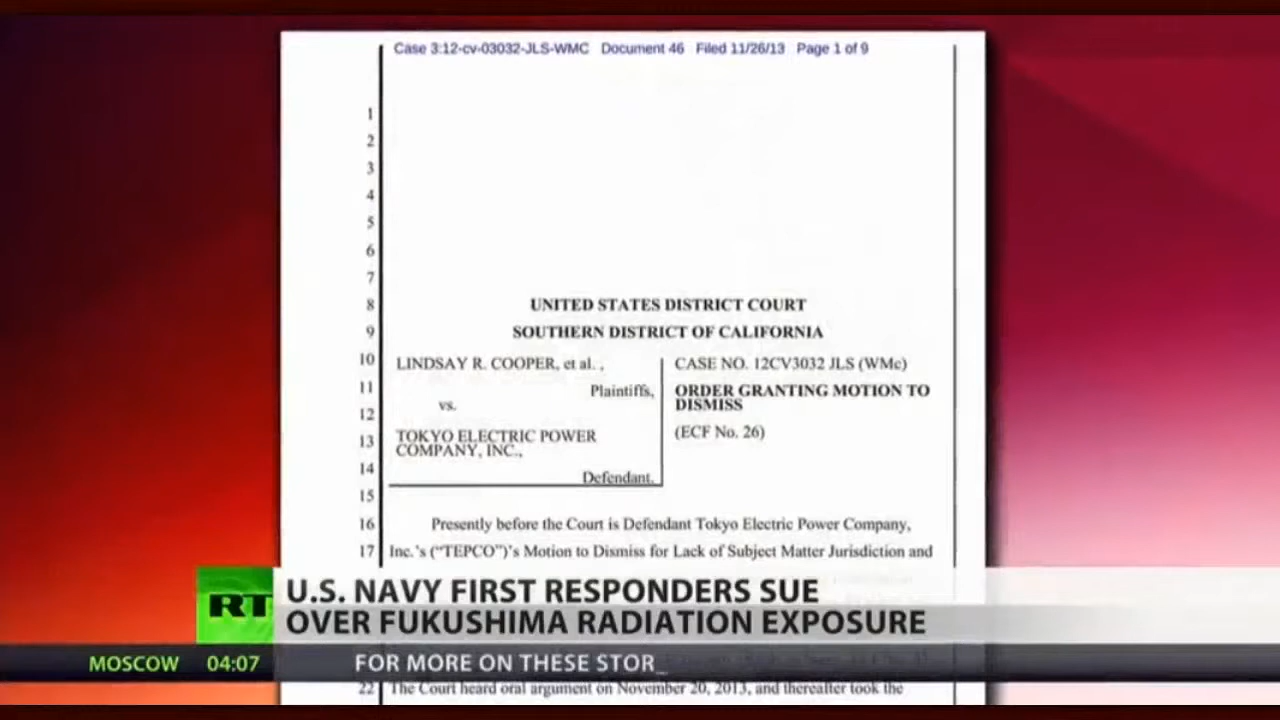 Case 3:12-cv-03032-JLS-WMC Document 46 Filed 11/26/13 Page 1 of 9
1
2
3
4
5
6
7
8 UNITED STATES DISTRICT COURT
9 SOUTHERN DISTRICT OF CALIFORNIA
10 LINDSAY R. COOPER, et al. , CASE NO. 12CV3032 JLS (WMc)
11 Plaintiffs, ORDER GRANTING MOTION TO
DISMISS
12 vs.
(ECF No. 26)
13 TOKYO ELECTRIC POWER
COMPANY, INC.,
14 Defendant.
15
16 Presently before the Court is Defendant Tokyo Electric Power Company,
17 Inc.'s ("TEPCO")'s Motion to Dismiss for Lack of Subject Matter Jurisdiction and
RT U.S. NAVY FIRST RESPONDERS SUE
OVER FUKUSHIMA RADIATION EXPOSURE
MOSCOW 04:07 FOR MORE ON THESE STOR_
22 The Court heard oral argument on November 20, 2013, and thereafter took the